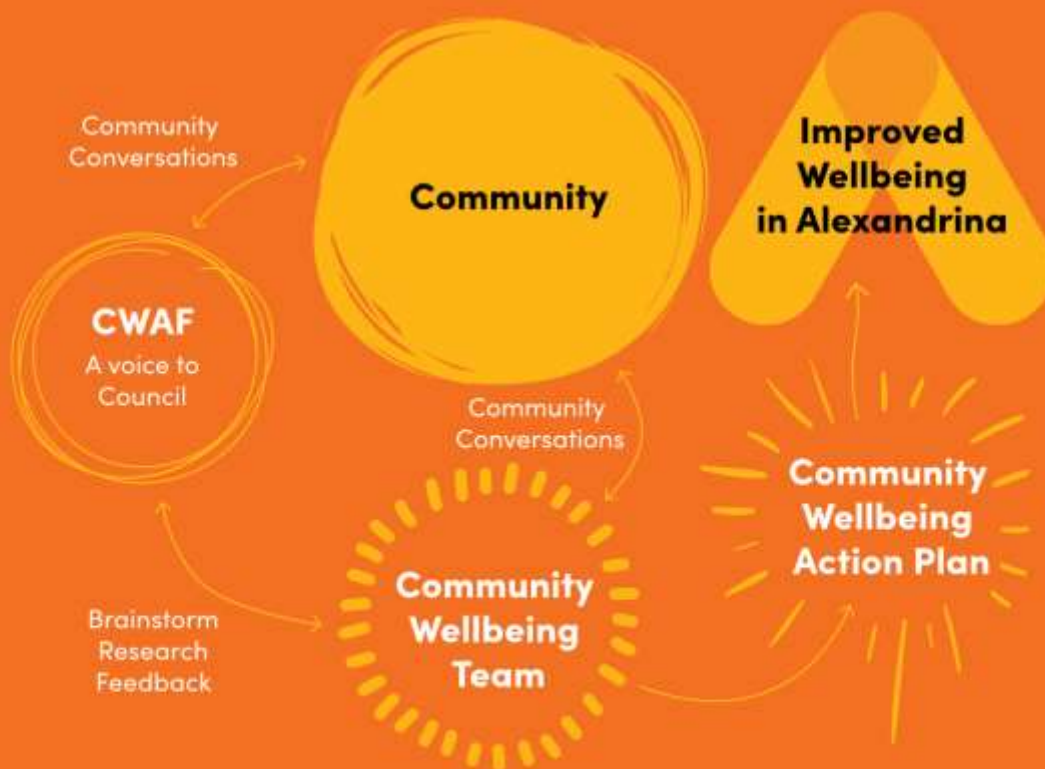 Community
Conversations
Community
Improved
Wellbeing
in Alexandrina
CWAF
A voice to
Council
Community
Conversations
Community
Wellbeing
Action Plan
Community
Wellbeing
Team
Brainstorm
Research
Feedback